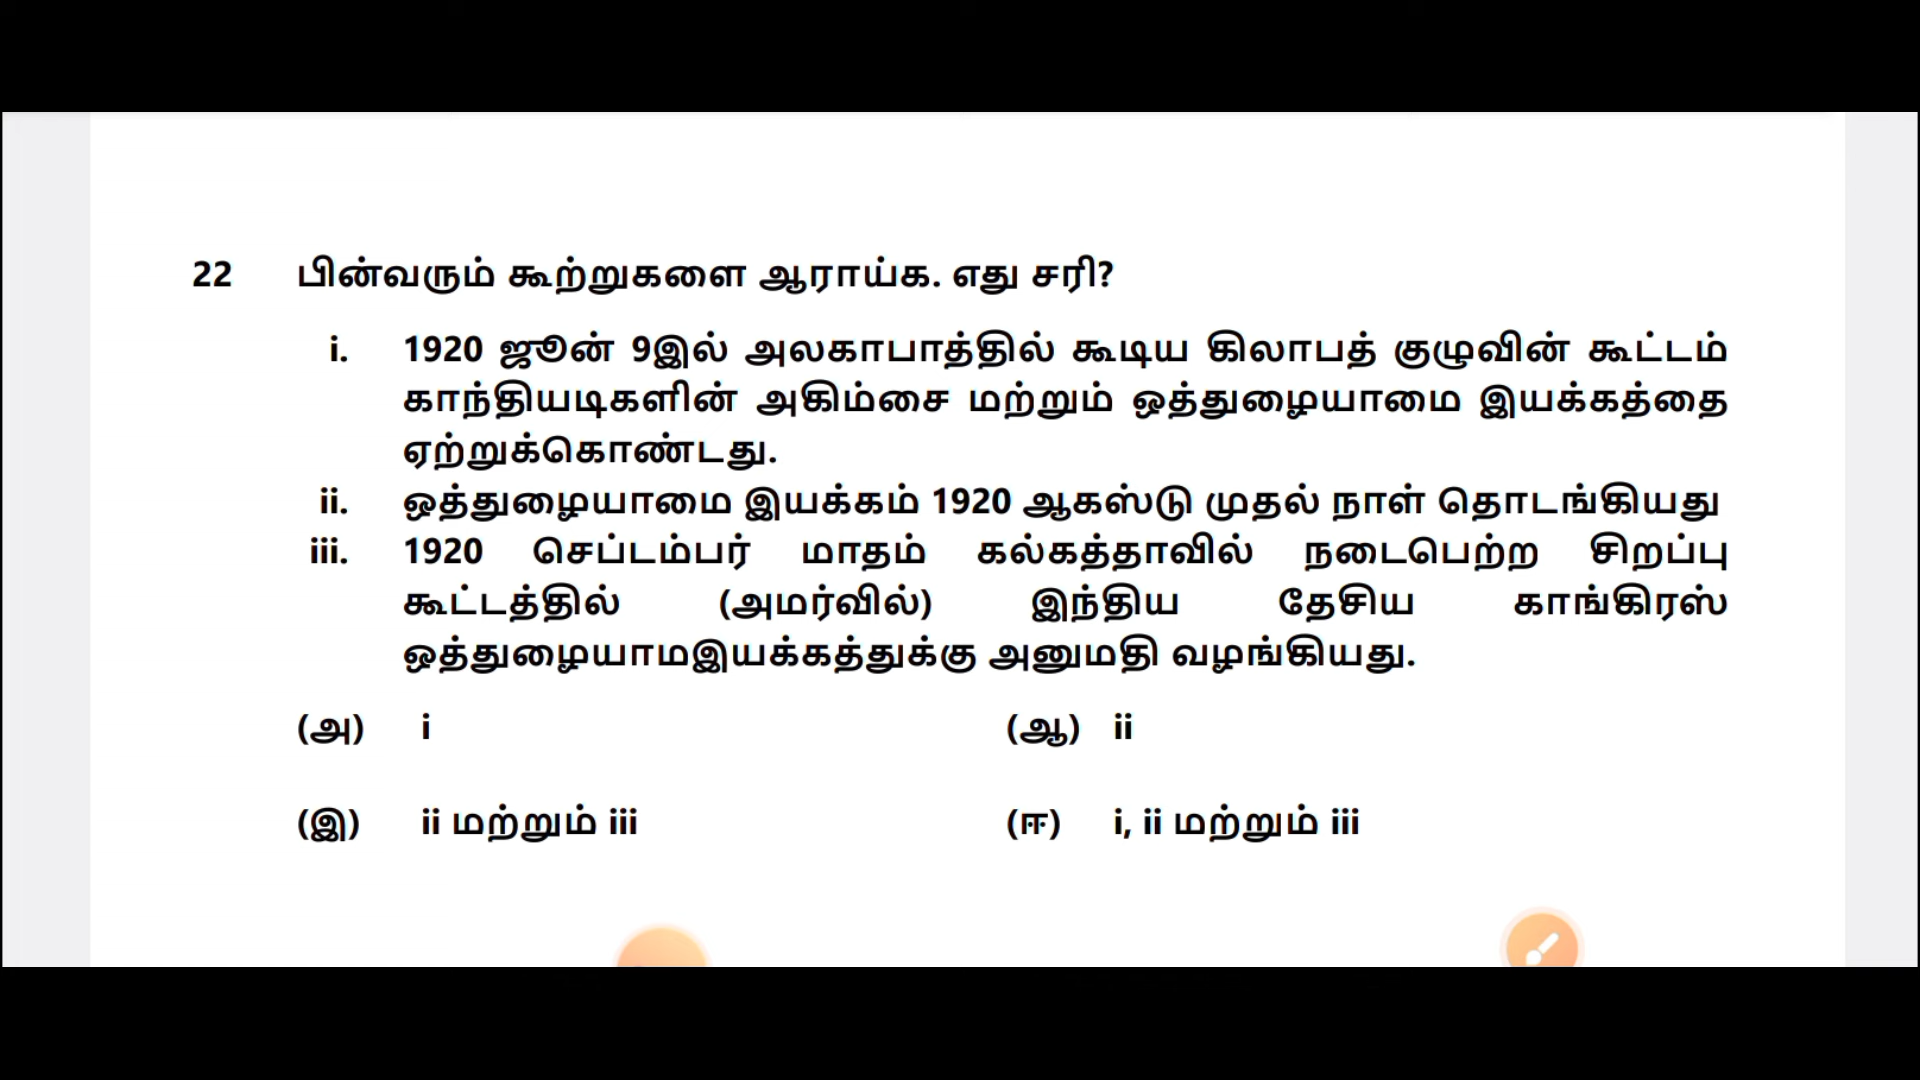 22 பின்வரும் கூற்றுகளை ஆராய்க. எது சரி?
i. 1920 ஜூன் 9இல் அலகாபாத்தில் கூடிய கிலாபத் குழுவின் கூட்டம்
காந்தியடிகளின் அகிம்சை மற்றும் ஒத்துழையாமை இயக்கத்தை
ஏற்றுக்கொண்டது.
ii. ஒத்துழையாமை இயக்கம் 1920 ஆகஸ்டு முதல் நாள் தொடங்கியது
iii. 1920 செப்டம்பர் மாதம் கல்கத்தாவில் நடைபெற்ற சிறப்பு
கூட்டத்தில் (அமர்வில்) இந்திய தேசிய காங்கிரஸ்
ஒத்துழையாமஇயக்கத்துக்கு அனுமதி வழங்கியது.
(அ) i (ஆ) ii
(இ) ii மற்றும் iii (ஈ) i, ii மற்றும் iii